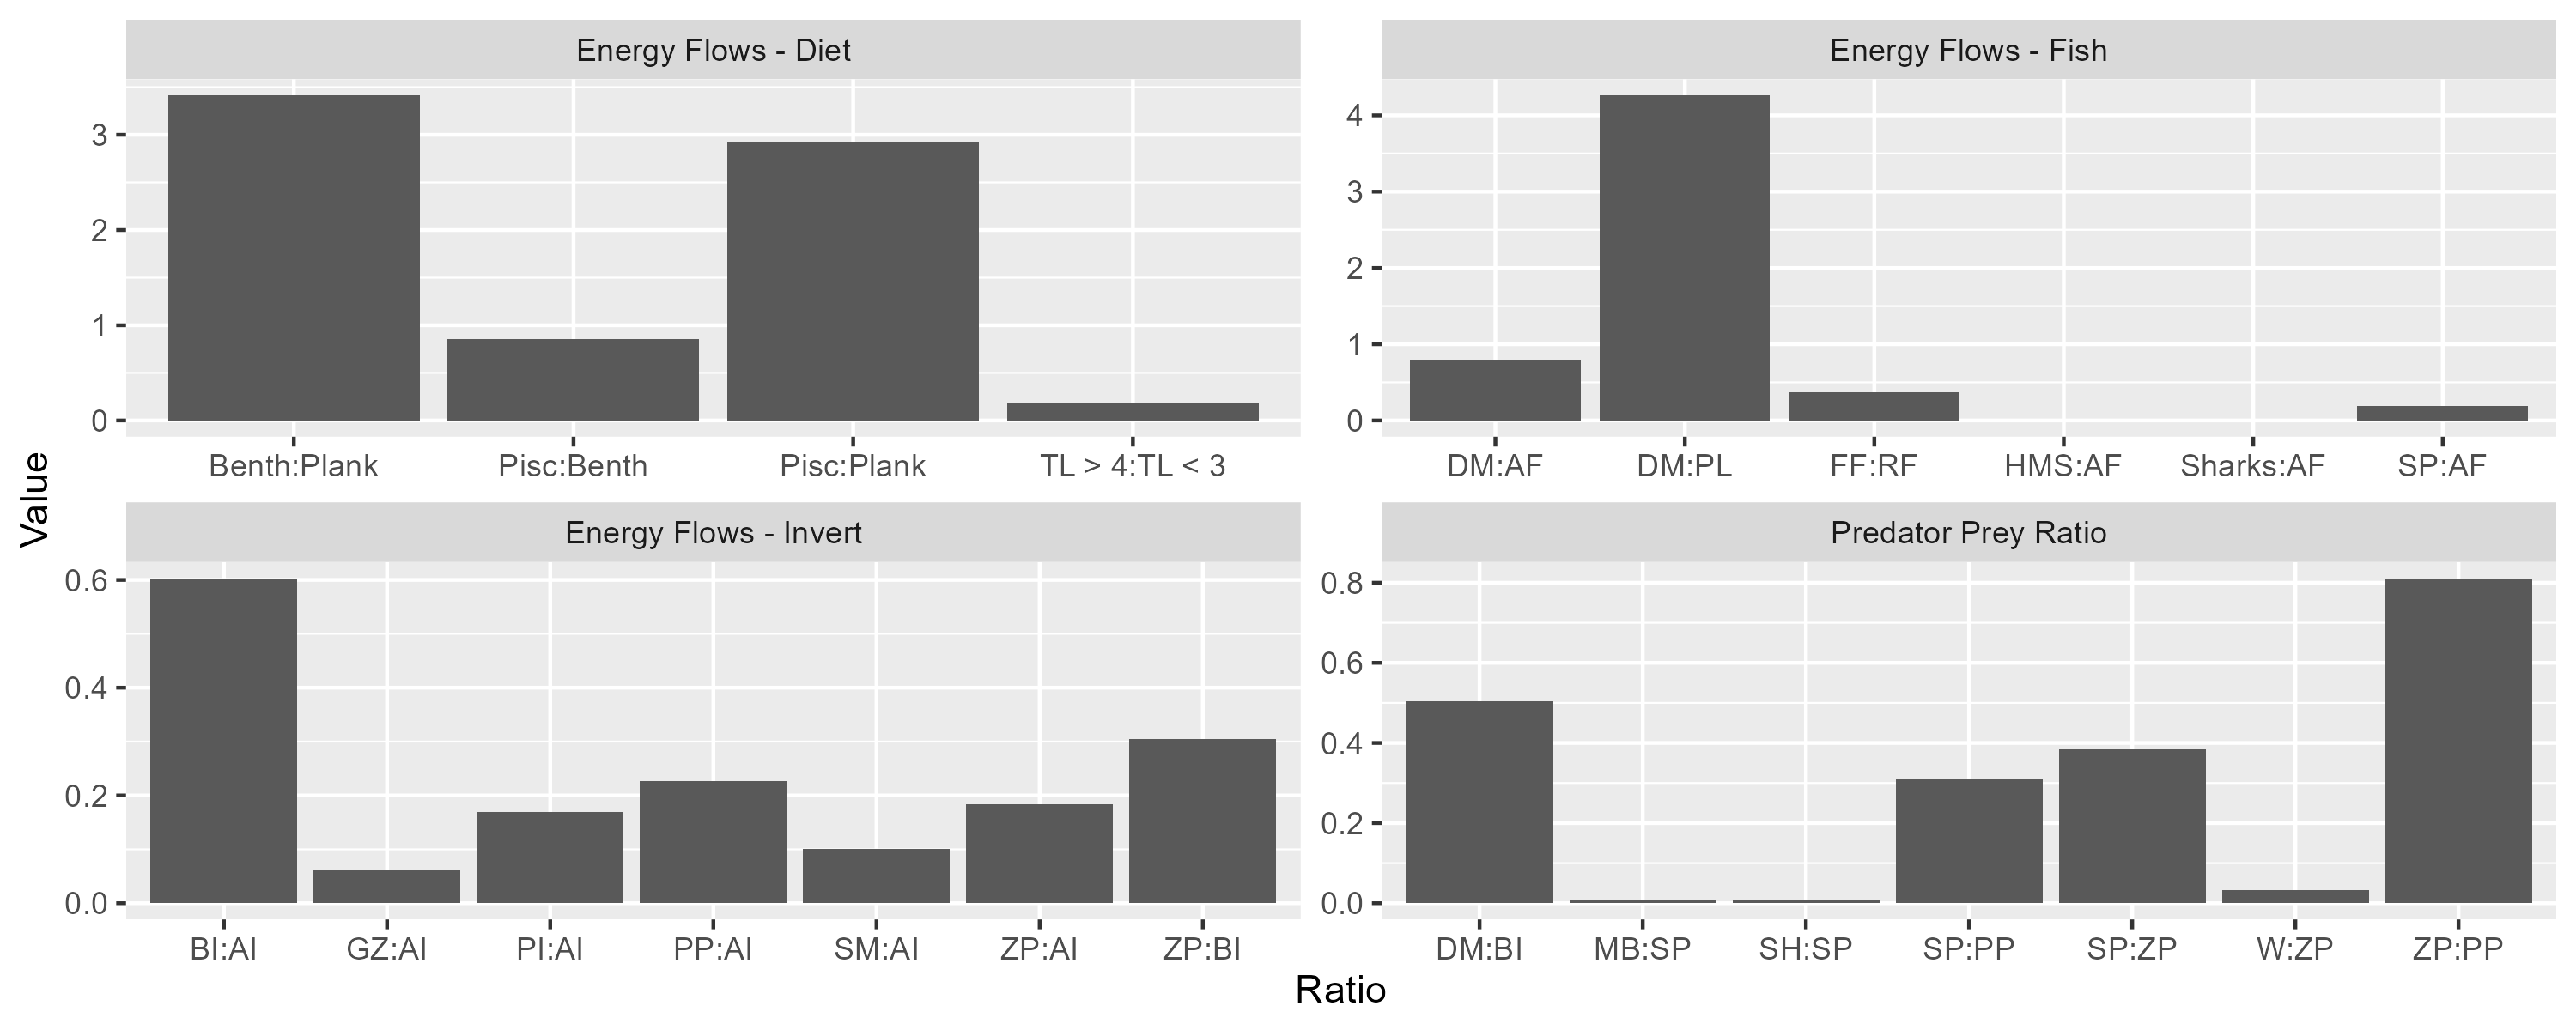 Energy Flows - Diet
3
2
1
0
Benth:Plank Pisc:Benth Pisc:Plank TL > 4:TL < 3
Energy Flows - Fish
4
3
2
1
0
DM:AF DM:PL FF:RF HMS:AF Sharks:AF SP:AF
Value
Energy Flows - Invert
0.6
0.4
0.2
0.0
BI:AI GZ:AI PI:AI PP:AI SM:AI ZP:AI ZP:BI
Predator Prey Ratio
0.8
0.6
0.4
0.2
0.0
DM:BI MB:SP SH:SP SP:PP SP:ZP W:ZP ZP:PP
Ratio